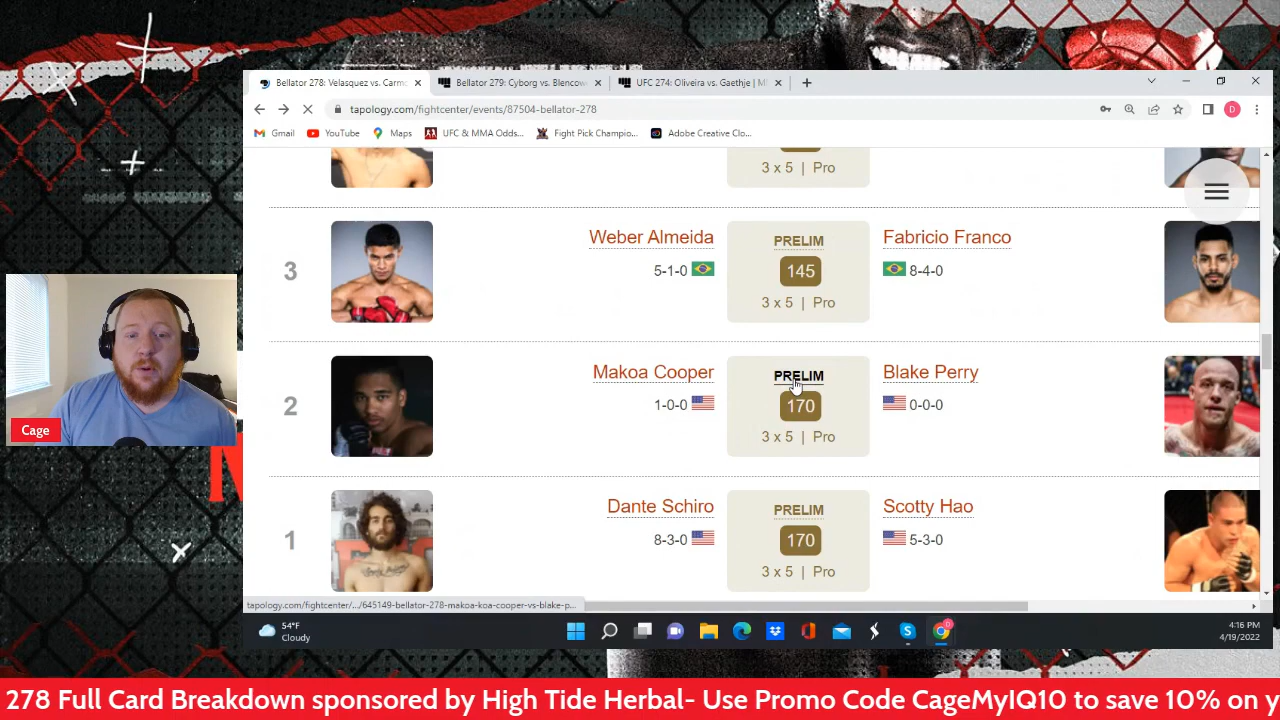 Bellator 278: Velasquez vs. Carmo
Bellator 279: Cyborg vs. Blencow
UFC 274: Oliveira vs. Gaethje | M
tapology.com/fightcenter/events/87504-bellator-278
D
Gmail
YouTube
Maps
UFC & MMA Odds...
Fight Pick Champio...
Adobe Creative Clo...
3 x 5 | Pro
3
Weber Almeida
5-1-0
PRELIM
145
3 x 5 | Pro
Fabricio Franco
8-4-0
2
Makoa Cooper
1-0-0
PRELIM
170
3 x 5 | Pro
Blake Perry
0-0-0
1
Dante Schiro
8-3-0
PRELIM
170
3 x 5 | Pro
Scotty Hao
5-3-0
Cage
tapology.com/fightcenter/.../645149-bellator-278-makoa-koa-cooper-vs-blake-p...
54°F
Cloudy
4:16 PM
4/19/2022
278 Full Card Breakdown sponsored by High Tide Herbal- Use Promo Code CageMyIQ10 to save 10% on y